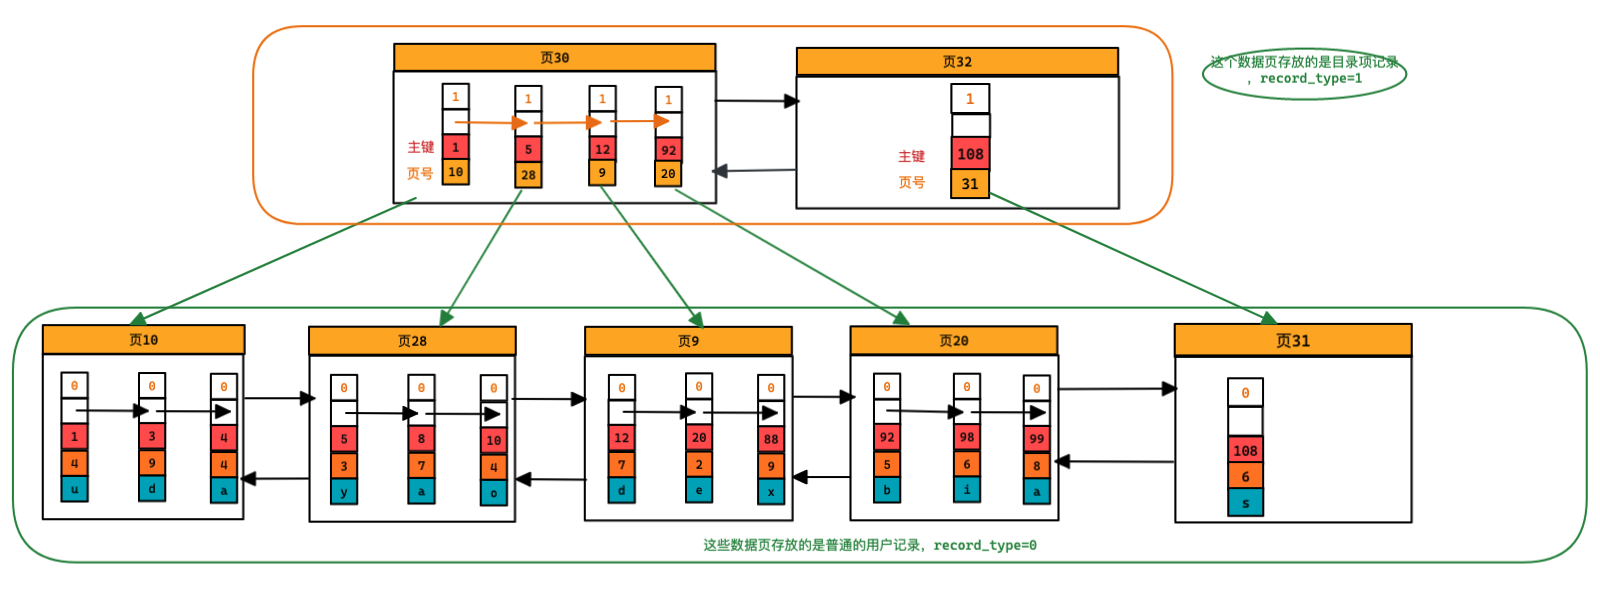 页30
页32
这个数据页存放的是目录项记录
，record_type=1
1 1 1 1
1
主键 1 5 12 92
主键 108
页号 10 28 9 20
页号 31
页10 页28 页9 页20 页31
0 0 0
1 3 4
4 9 4
u d a
0 0 0
5 8 10
3 7 4
y a o
0 0 0
12 20 88
7 2 9
d e x
0 0 0
92 98 99
5 6 8
b i a
0
108
6
s
这些数据页存放的是普通的用户记录，record_type=0